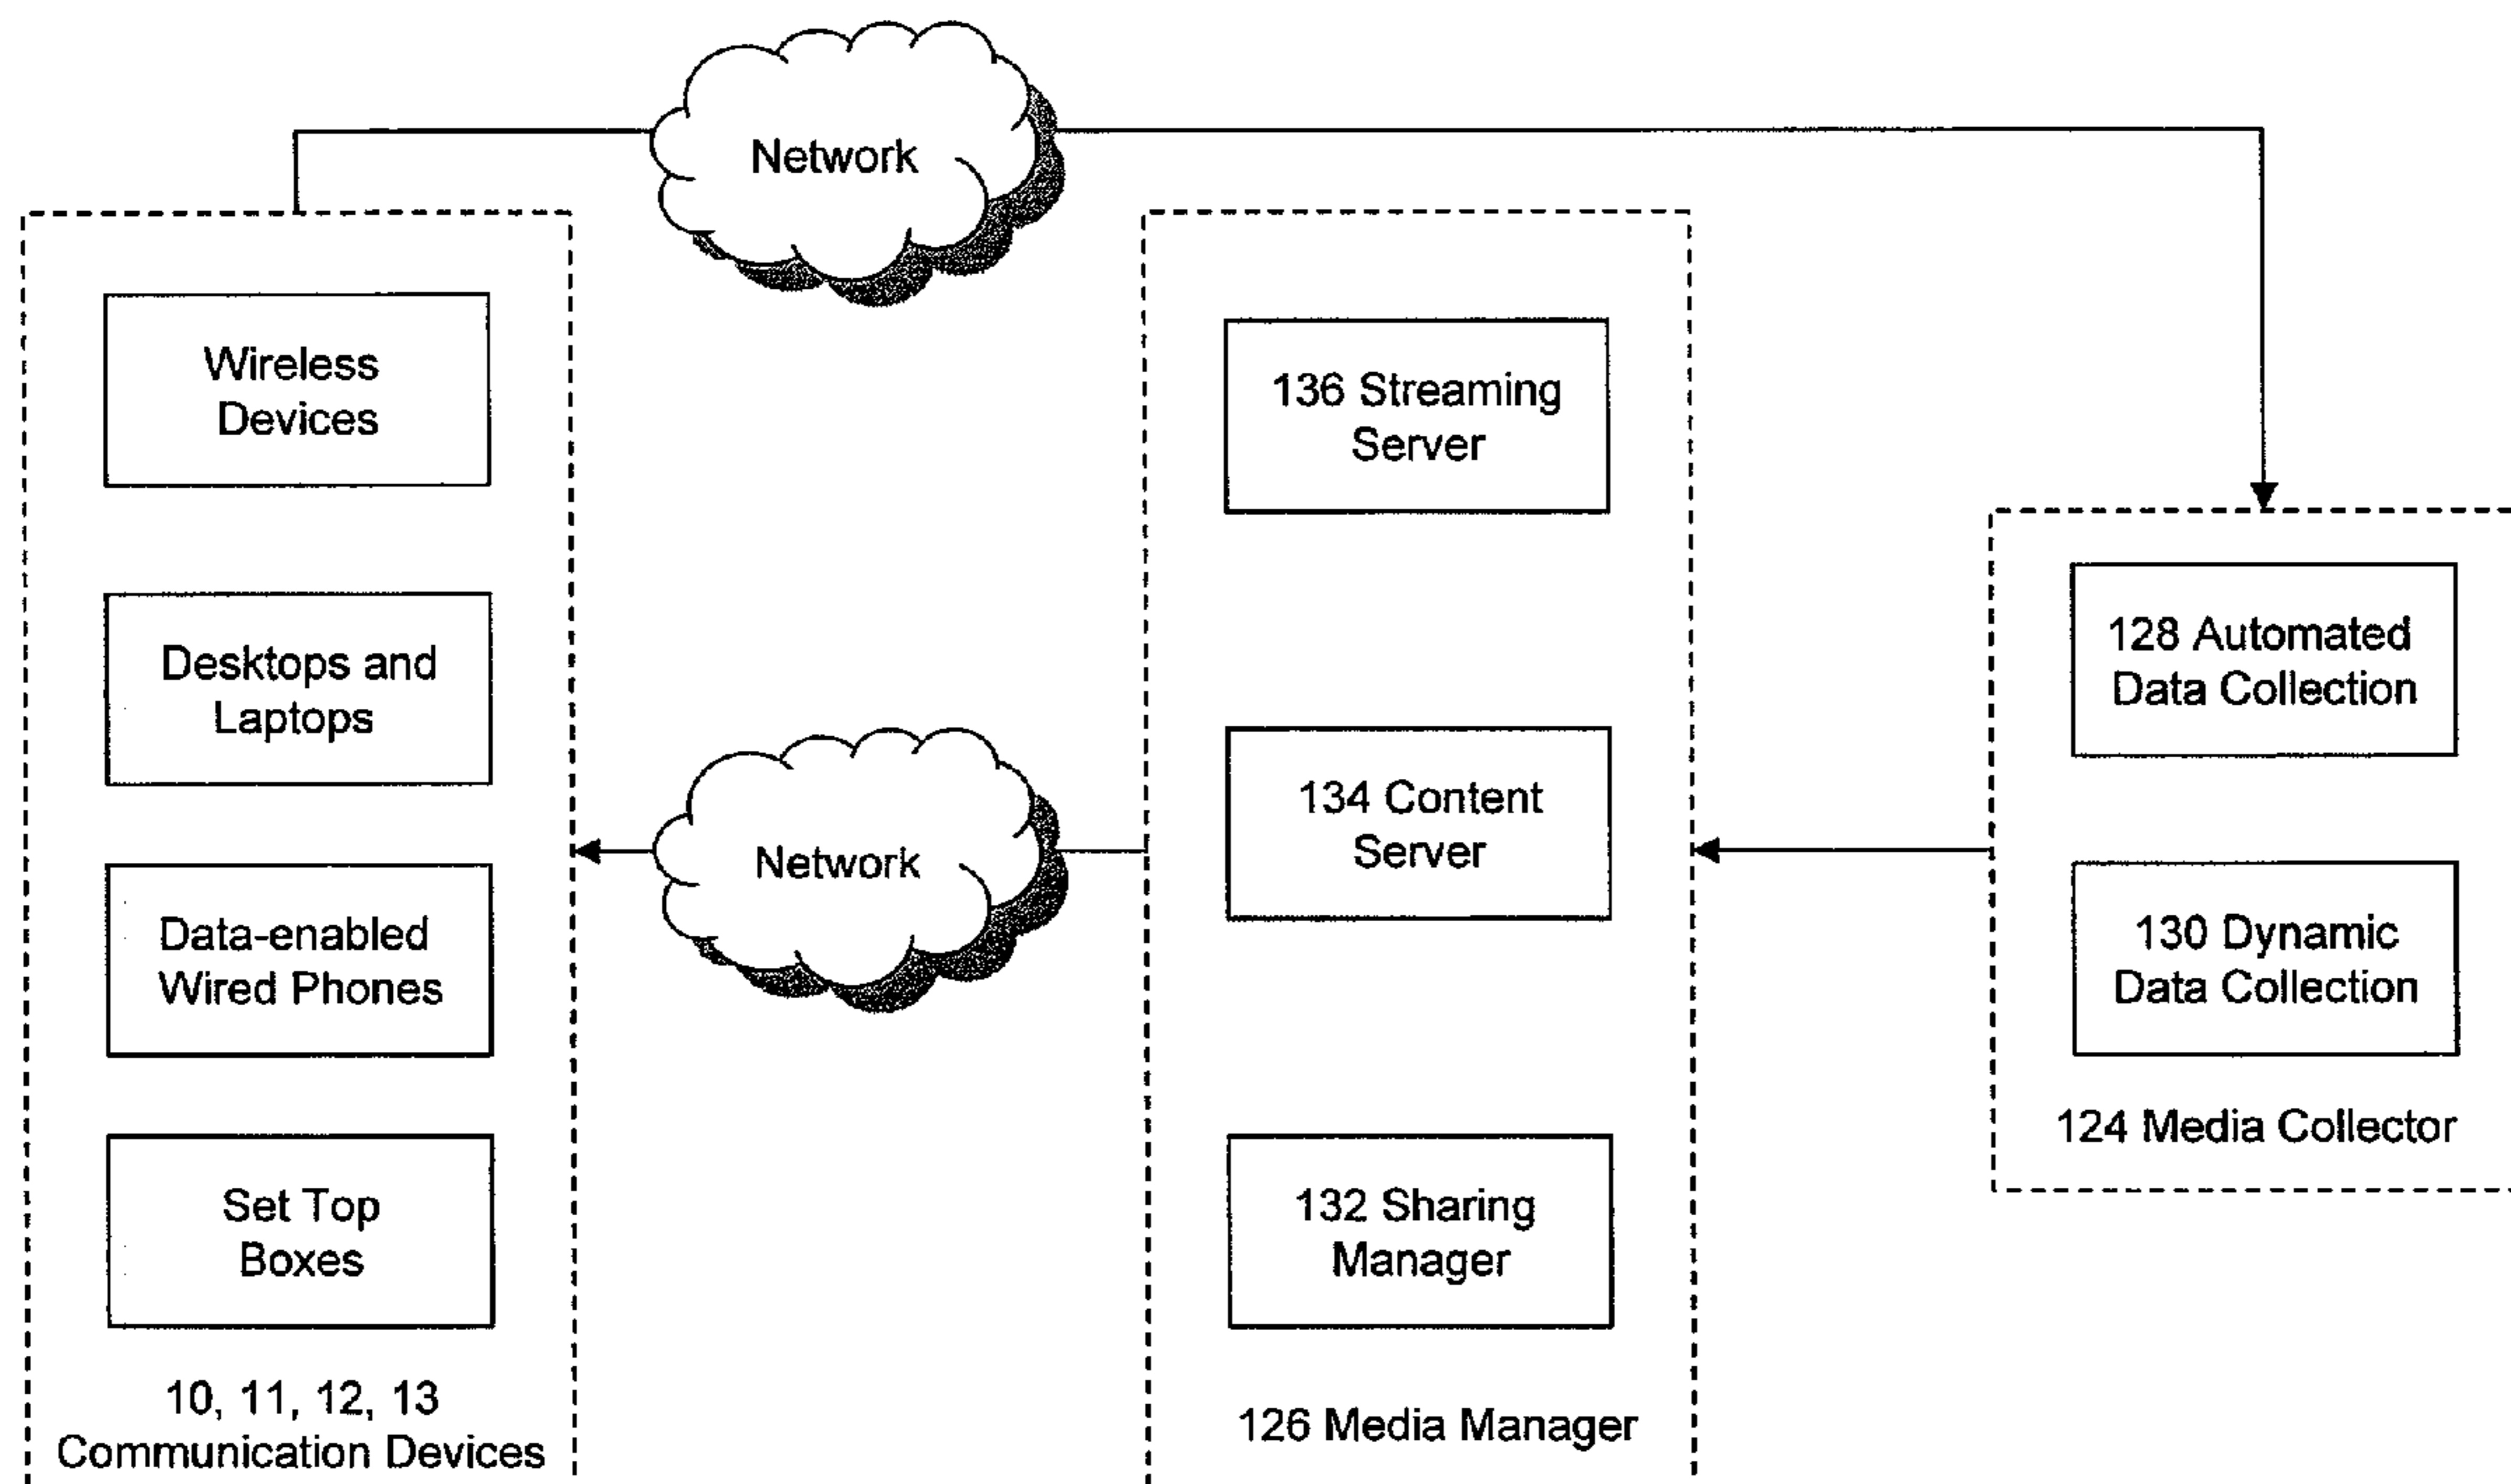 Network
Wireless
Devices
Desktops and
Laptops
Data-enabled
Wired Phones
Set Top
Boxes
10, 11, 12, 13
Communication Devices
Network
136 Streaming
Server
134 Content
Server
132 Sharing
Manager
126 Media Manager
128 Automated
Data Collection
130 Dynamic
Data Collection
124 Media Collector